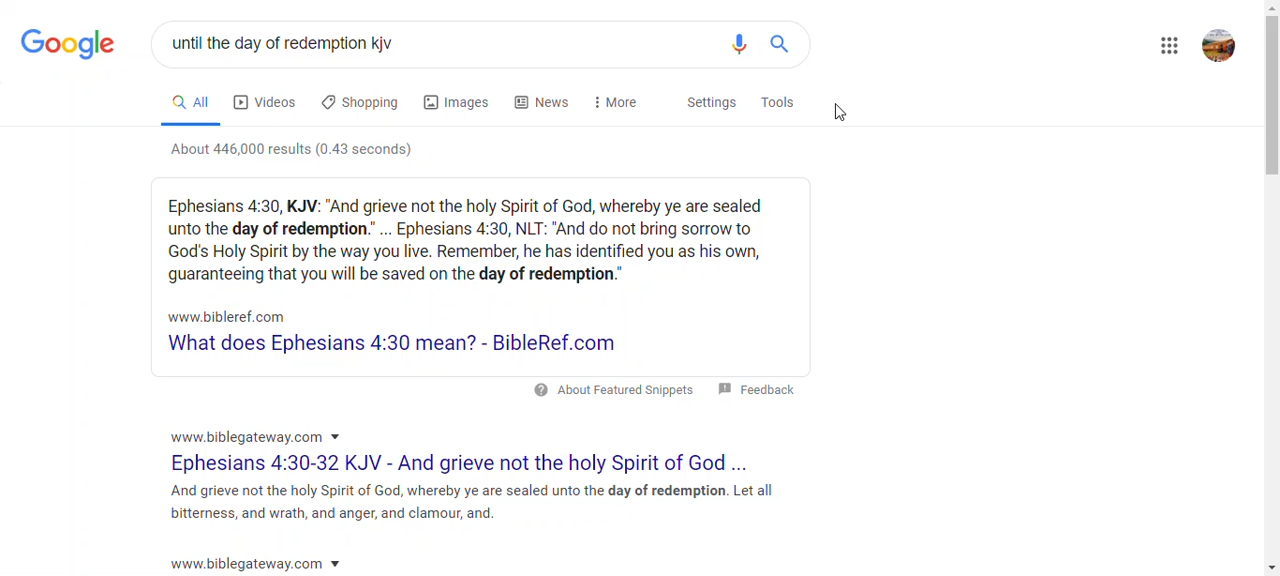 Google
until the day of redemption kjv
All Videos Shopping Images News More Settings Tools
About 446,000 results (0.43 seconds)
Ephesians 4:30, KJV: "And grieve not the holy Spirit of God, whereby ye are sealed
unto the day of redemption." ... Ephesians 4:30, NLT: "And do not bring sorrow to
God's Holy Spirit by the way you live. Remember, he has identified you as his own,
guaranteeing that you will be saved on the day of redemption."
www.bibleref.com
What does Ephesians 4:30 mean? - BibleRef.com
About Featured Snippets Feedback
www.biblegateway.com
Ephesians 4:30-32 KJV - And grieve not the holy Spirit of God ...
And grieve not the holy Spirit of God, whereby ye are sealed unto the day of redemption. Let all
bitterness, and wrath, and anger, and clamour, and.
www.biblegateway.com